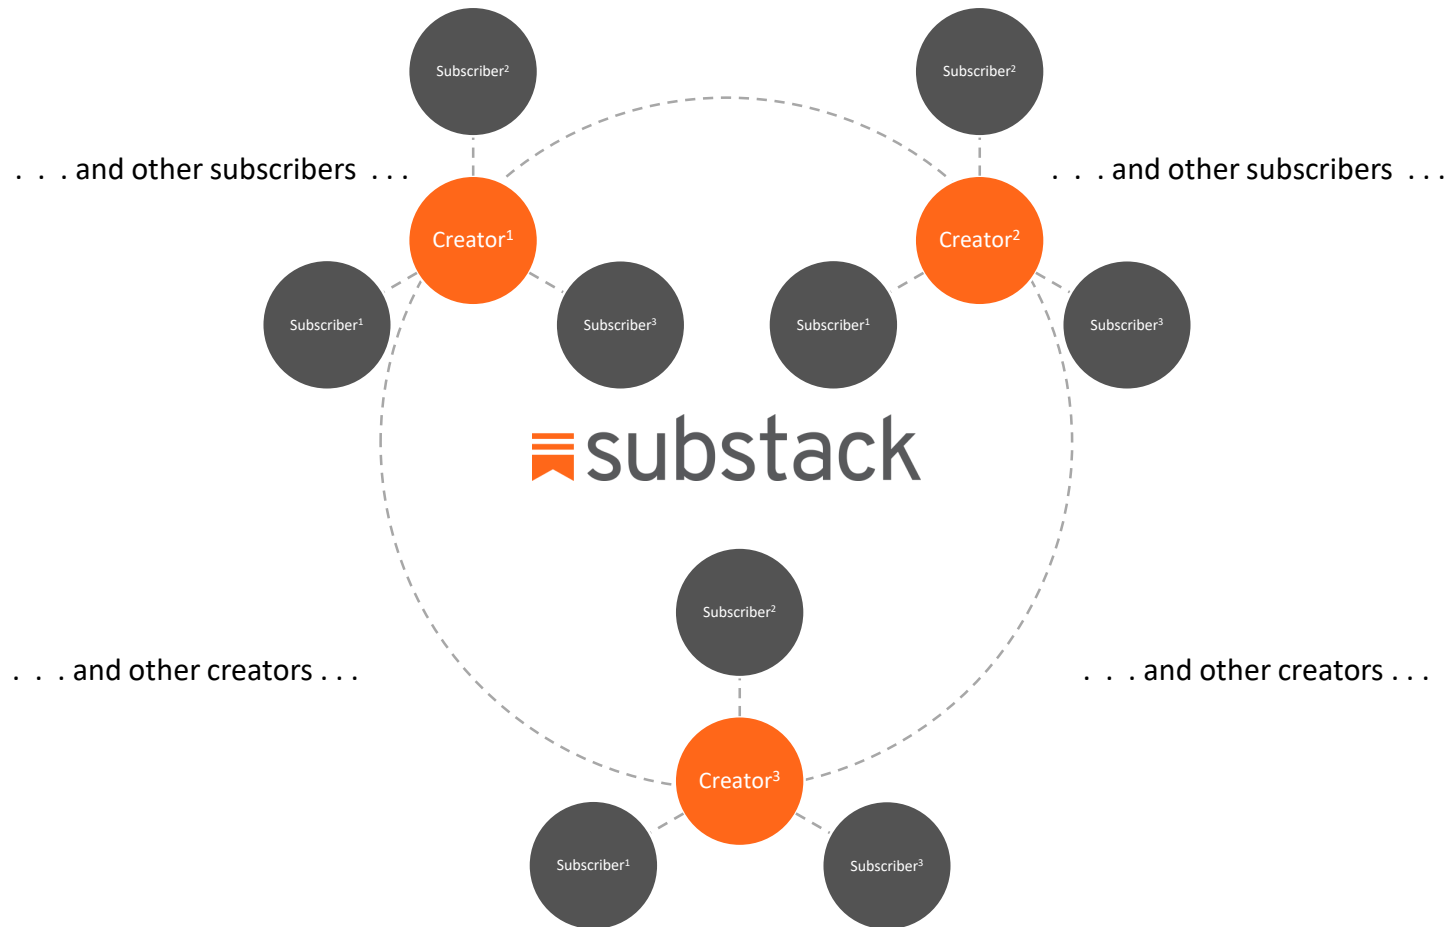 Subscriber²
Subscriber²
. . . and other subscribers . . .
. . . and other subscribers . . .
Creator¹
Creator²
Subscriber¹
Subscriber³
Subscriber¹
Subscriber³
substack
Subscriber²
. . . and other creators . . .
. . . and other creators . . .
Creator³
Subscriber¹
Subscriber³